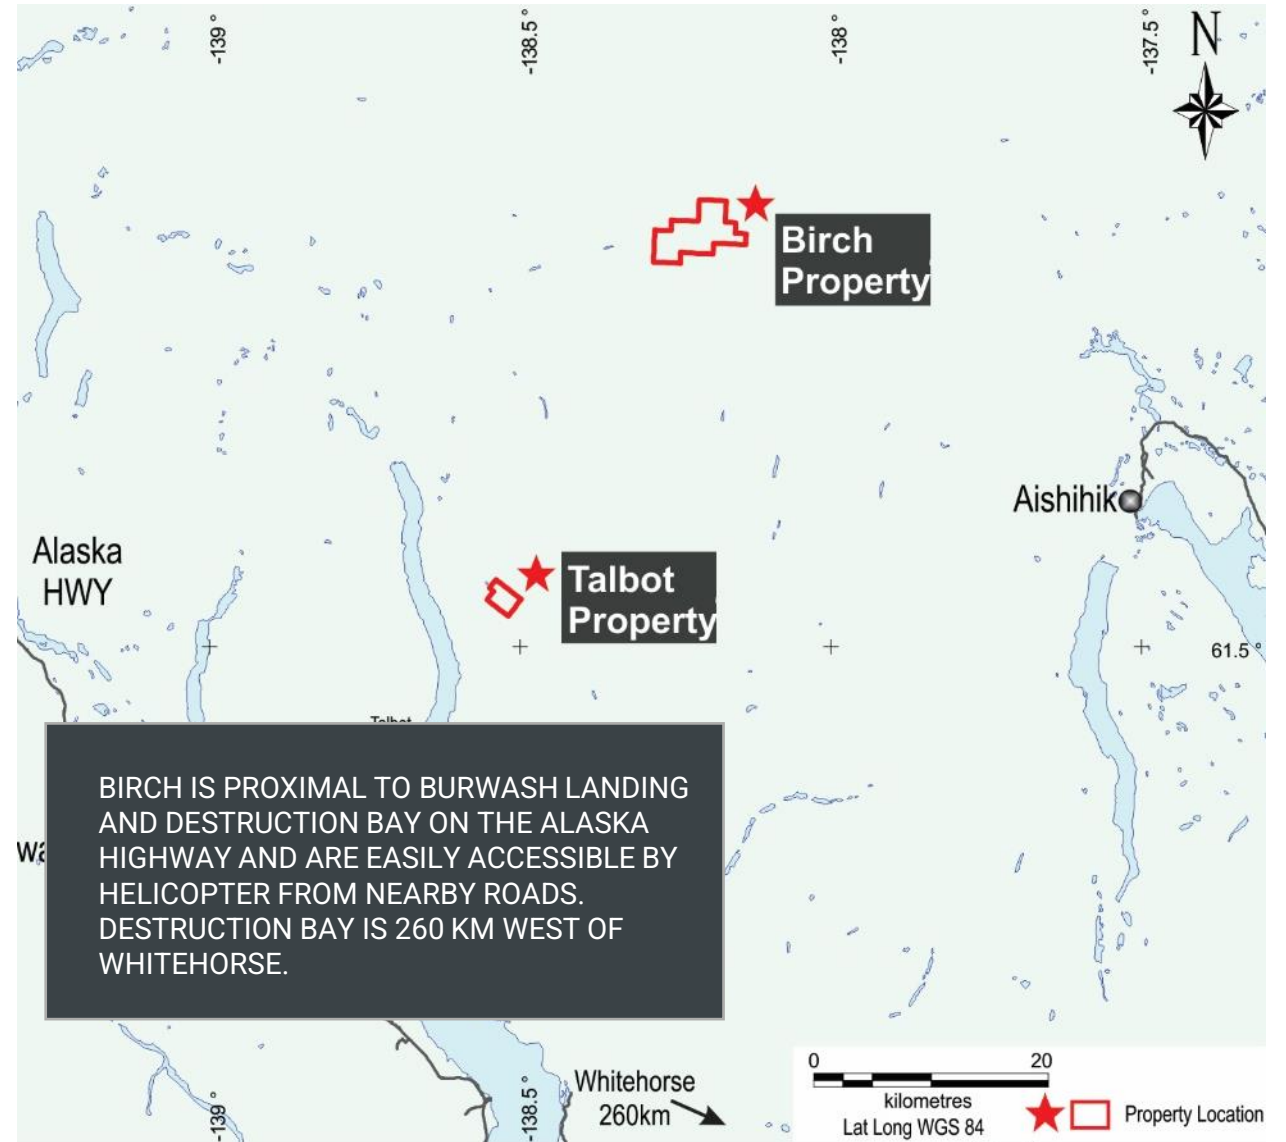 -139°
-138.5°
-138°
-137.5°
N
Birch
Property
Aishihik
Alaska
HWY
Talbot
Property
61.5°
Talbot
BIRCH IS PROXIMAL TO BURWASH LANDING
AND DESTRUCTION BAY ON THE ALASKA
HIGHWAY AND ARE EASILY ACCESSIBLE BY
HELICOPTER FROM NEARBY ROADS.
DESTRUCTION BAY IS 260 KM WEST OF
WHITEHORSE.
Whitehorse
260km
-139°
-138.5°
0 20
kilometres
Lat Long WGS 84
Property Location